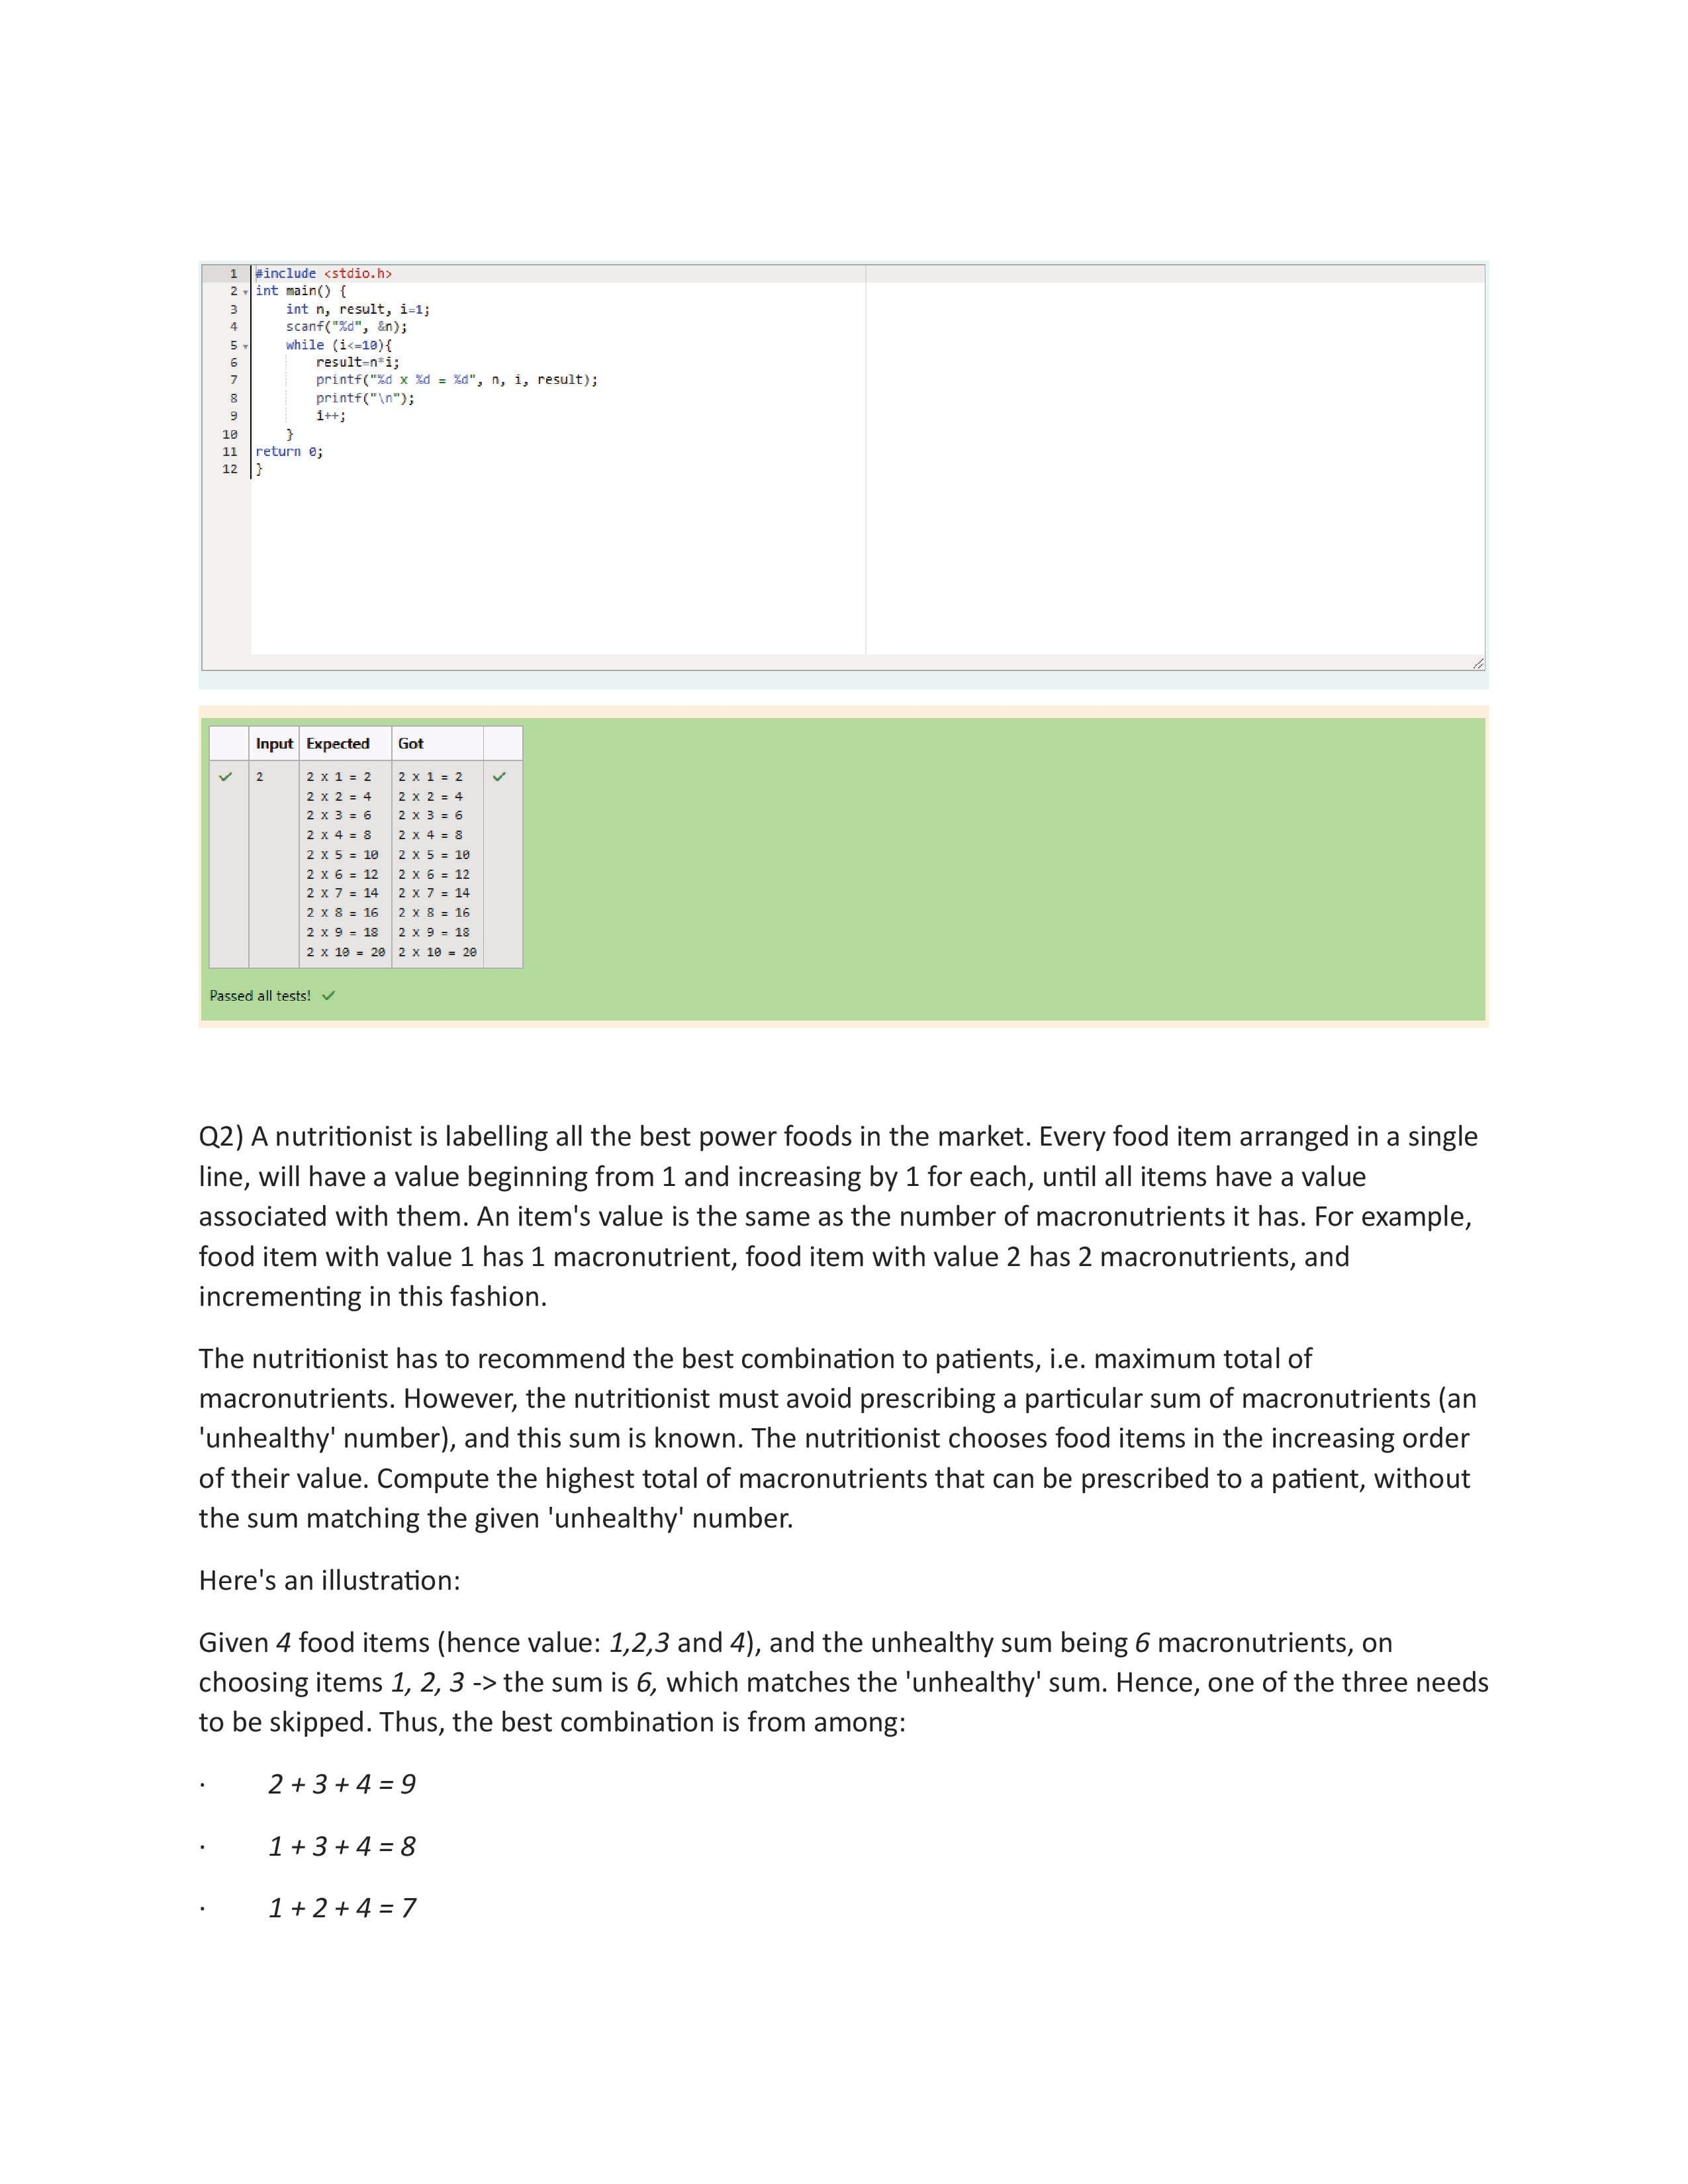 1 #include <stdio.h>
2 int main() {
3 int n, result, i=1;
4 scanf("%d", &n);
5 while (i<=10){
6 result=n*i;
7 printf("%d x %d = %d", n, i, result);
8 printf("\n");
9 i++;
10 }
11 return 0;
12 }
Input Expected Got
2 2 x 1 = 2 2 x 1 = 2
2 x 2 = 4 2 x 2 = 4
2 x 3 = 6 2 x 3 = 6
2 x 4 = 8 2 x 4 = 8
2 x 5 = 10 2 x 5 = 10
2 x 6 = 12 2 x 6 = 12
2 x 7 = 14 2 x 7 = 14
2 x 8 = 16 2 x 8 = 16
2 x 9 = 18 2 x 9 = 18
2 x 10 = 20 2 x 10 = 20
Passed all tests!
Q2) A nutritionist is labelling all the best power foods in the market. Every food item arranged in a single
line, will have a value beginning from 1 and increasing by 1 for each, until all items have a value
associated with them. An item's value is the same as the number of macronutrients it has. For example,
food item with value 1 has 1 macronutrient, food item with value 2 has 2 macronutrients, and
incrementing in this fashion.
The nutritionist has to recommend the best combination to patients, i.e. maximum total of
macronutrients. However, the nutritionist must avoid prescribing a particular sum of macronutrients (an
'unhealthy' number), and this sum is known. The nutritionist chooses food items in the increasing order
of their value. Compute the highest total of macronutrients that can be prescribed to a patient, without
the sum matching the given 'unhealthy' number.
Here's an illustration:
Given 4 food items (hence value: 1,2,3 and 4), and the unhealthy sum being 6 macronutrients, on
choosing items 1, 2, 3 -> the sum is 6, which matches the 'unhealthy' sum. Hence, one of the three needs
to be skipped. Thus, the best combination is from among:
· 2 + 3 + 4 = 9
· 1 + 3 + 4 = 8
· 1 + 2 + 4 = 7